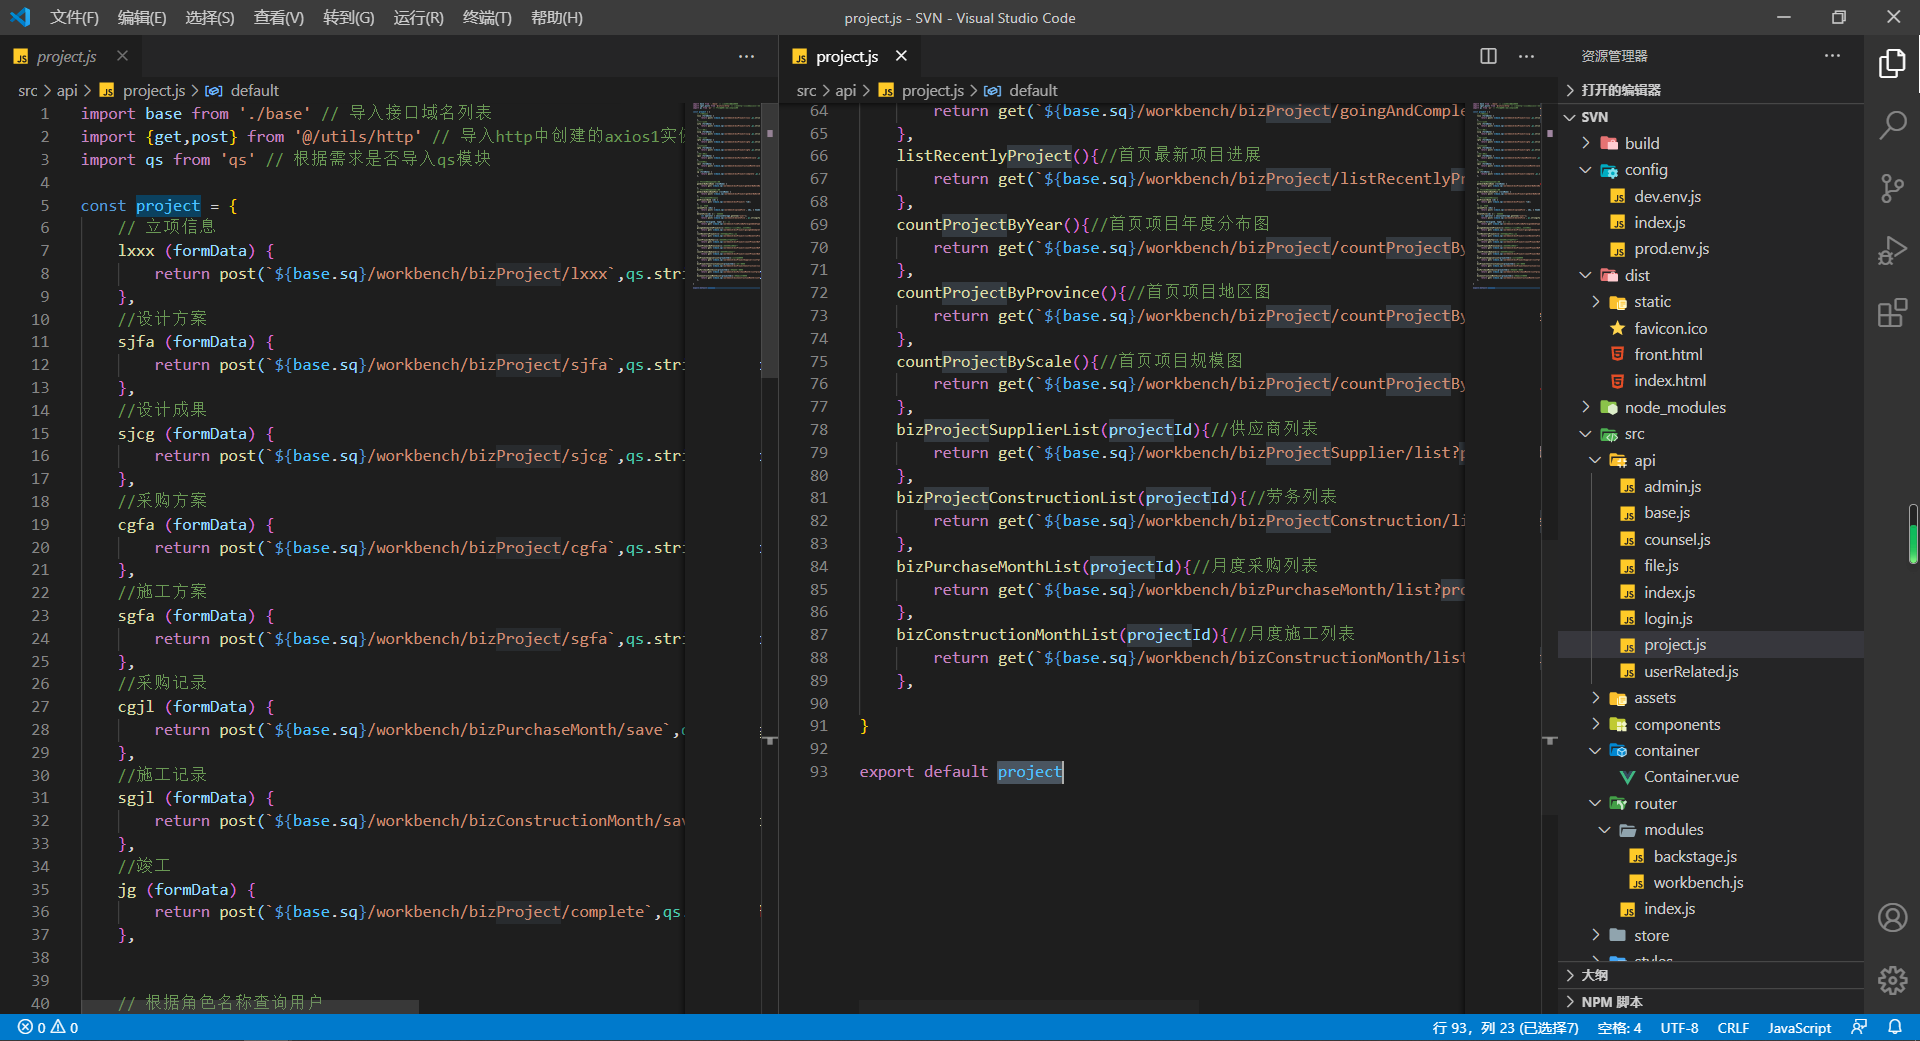 文件(F) 编辑(E) 选择(S) 查看(V) 转到(G) 运行(R) 终端(T) 帮助(H)
project.js - SVN - Visual Studio Code
project.js
src > api > project.js > default
1 import base from './base' // 导入接口域名列表
2 import {get,post} from '@/utils/http' // 导入http中创建的axios1实
3 import qs from 'qs' // 根据需求是否导入qs模块
4
5 const project = {
6 // 立项信息
7 lxxx (formData) {
8 return post(`${base.sq}/workbench/bizProject/lxxx`,qs.stri
9 },
10 //设计方案
11 sjfa (formData) {
12 return post(`${base.sq}/workbench/bizProject/sjfa`,qs.stri
13 },
14 //设计成果
15 sjcg (formData) {
16 return post(`${base.sq}/workbench/bizProject/sjcg`,qs.stri
17 },
18 //采购方案
19 cgfa (formData) {
20 return post(`${base.sq}/workbench/bizProject/cgfa`,qs.stri
21 },
22 //施工方案
23 sgfa (formData) {
24 return post(`${base.sq}/workbench/bizProject/sgfa`,qs.stri
25 },
26 //采购记录
27 cgjl (formData) {
28 return post(`${base.sq}/workbench/bizPurchaseMonth/save`,
29 },
30 //施工记录
31 sgjl (formData) {
32 return post(`${base.sq}/workbench/bizConstructionMonth/sav
33 },
34 //竣工
35 jg (formData) {
36 return post(`${base.sq}/workbench/bizProject/complete`,qs.
37 },
38
39
40 // 根据角色名称查询用户
project.js
src > api > project.js > default
64 return get(`${base.sq}/workbench/bizProject/goingAndComple
65 },
66 listRecentlyProject(){//首页最新项目进展
67 return get(`${base.sq}/workbench/bizProject/listRecentlyPr
68 },
69 countProjectByYear(){//首页项目年度分布图
70 return get(`${base.sq}/workbench/bizProject/countProjectBy
71 },
72 countProjectByProvince(){//首页项目地区图
73 return get(`${base.sq}/workbench/bizProject/countProjectBy
74 },
75 countProjectByScale(){//首页项目规模图
76 return get(`${base.sq}/workbench/bizProject/countProjectBy
77 },
78 bizProjectSupplierList(projectId){//供应商列表
79 return get(`${base.sq}/workbench/bizProjectSupplier/list?p
80 },
81 bizProjectConstructionList(projectId){//劳务列表
82 return get(`${base.sq}/workbench/bizProjectConstruction/li
83 },
84 bizPurchaseMonthList(projectId){//月度采购列表
85 return get(`${base.sq}/workbench/bizPurchaseMonth/list?pro
86 },
87 bizConstructionMonthList(projectId){//月度施工列表
88 return get(`${base.sq}/workbench/bizConstructionMonth/list
89 },
90
91 }
92
93 export default project
资源管理器
打开的编辑器
SVN
build
config
dev.env.js
index.js
prod.env.js
dist
static
favicon.ico
front.html
index.html
node_modules
src
api
admin.js
base.js
counsel.js
file.js
index.js
login.js
project.js
userRelated.js
assets
components
container
Container.vue
router
modules
backstage.js
workbench.js
index.js
store
styles
大纲
NPM 脚本
0 0
行 93，列 23 (已选择7) 空格: 4 UTF-8 CRLF JavaScript